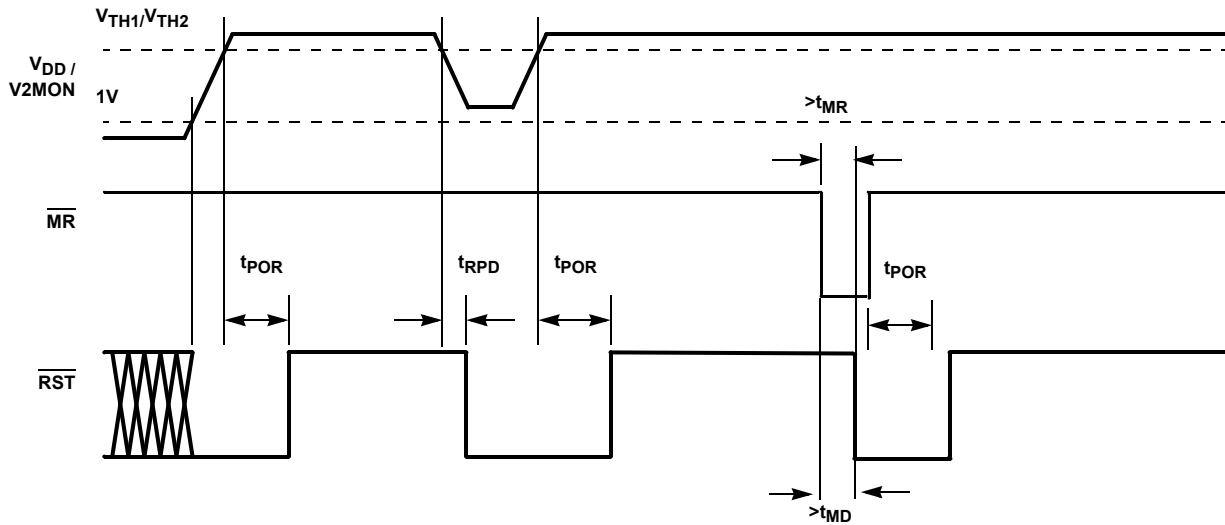 VTH1/VTH2
VDD /
V2MON
1V
>tMR
MR
tPOR
tRPD
tPOR
tPOR
RST
>tMD